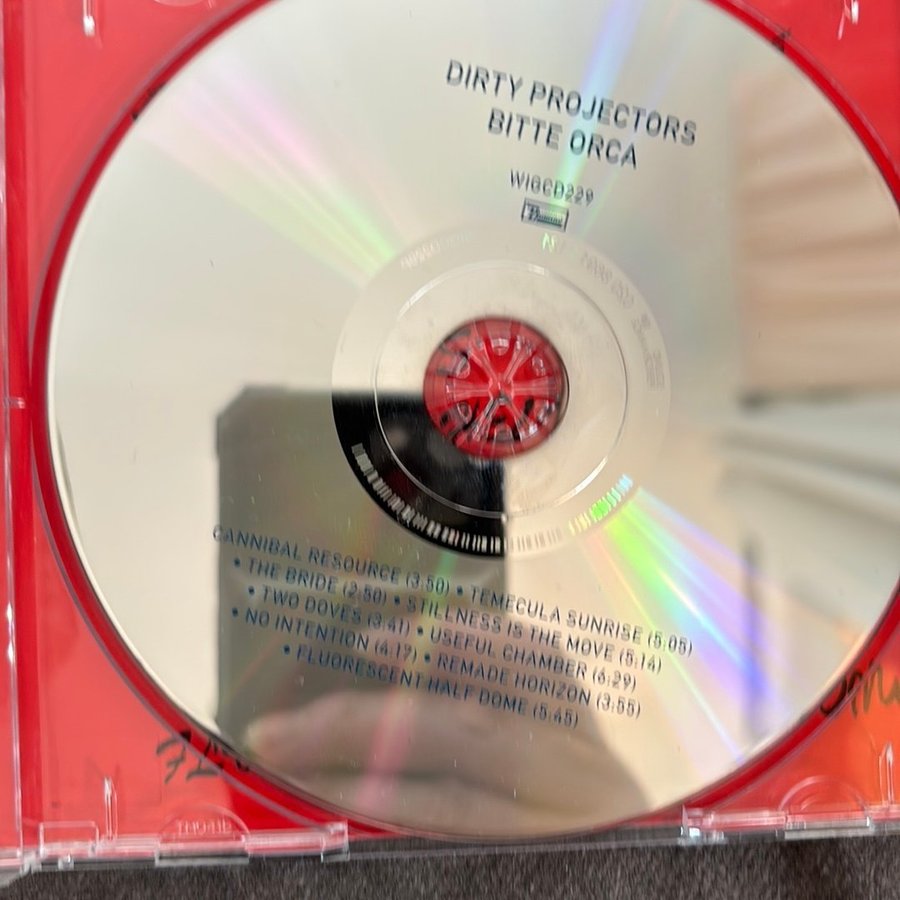 DIRTY PROJECTORS
BITTE ORCA
WIGCD229
CANNIBAL RESOURCE (3:50) • TEMECULA SUNRISE (5:05)
• THE BRIDE (2:50) • STILLNESS IS THE MOVE (5:14)
• TWO DOVES (3:41) • USEFUL CHAMBER (6:29)
• NO INTENTION (4:17) • REMADE HORIZON (3:55)
• FLUORESCENT HALF DOME (5:45)